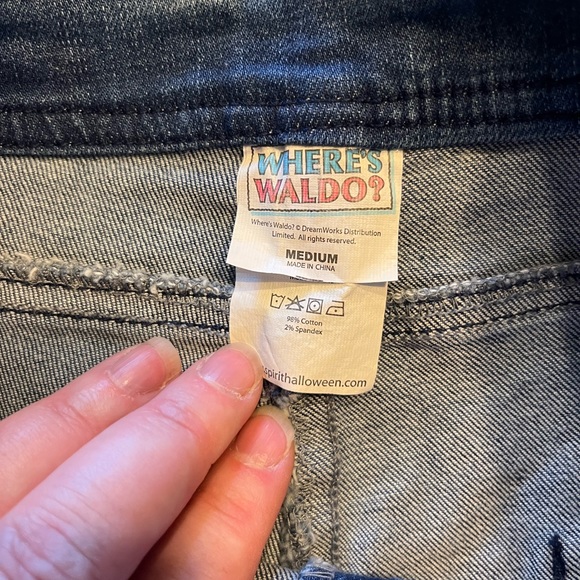 WHERE'S
WALDO?
Where's Waldo? © DreamWorks Distribution
Limited. All rights reserved.
MEDIUM
MADE IN CHINA
98% Cotton
2% Spandex
spirithalloween.com